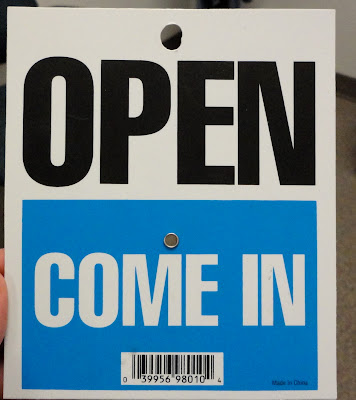 OPEN
COME IN
0 39956 98010 4
Made in China